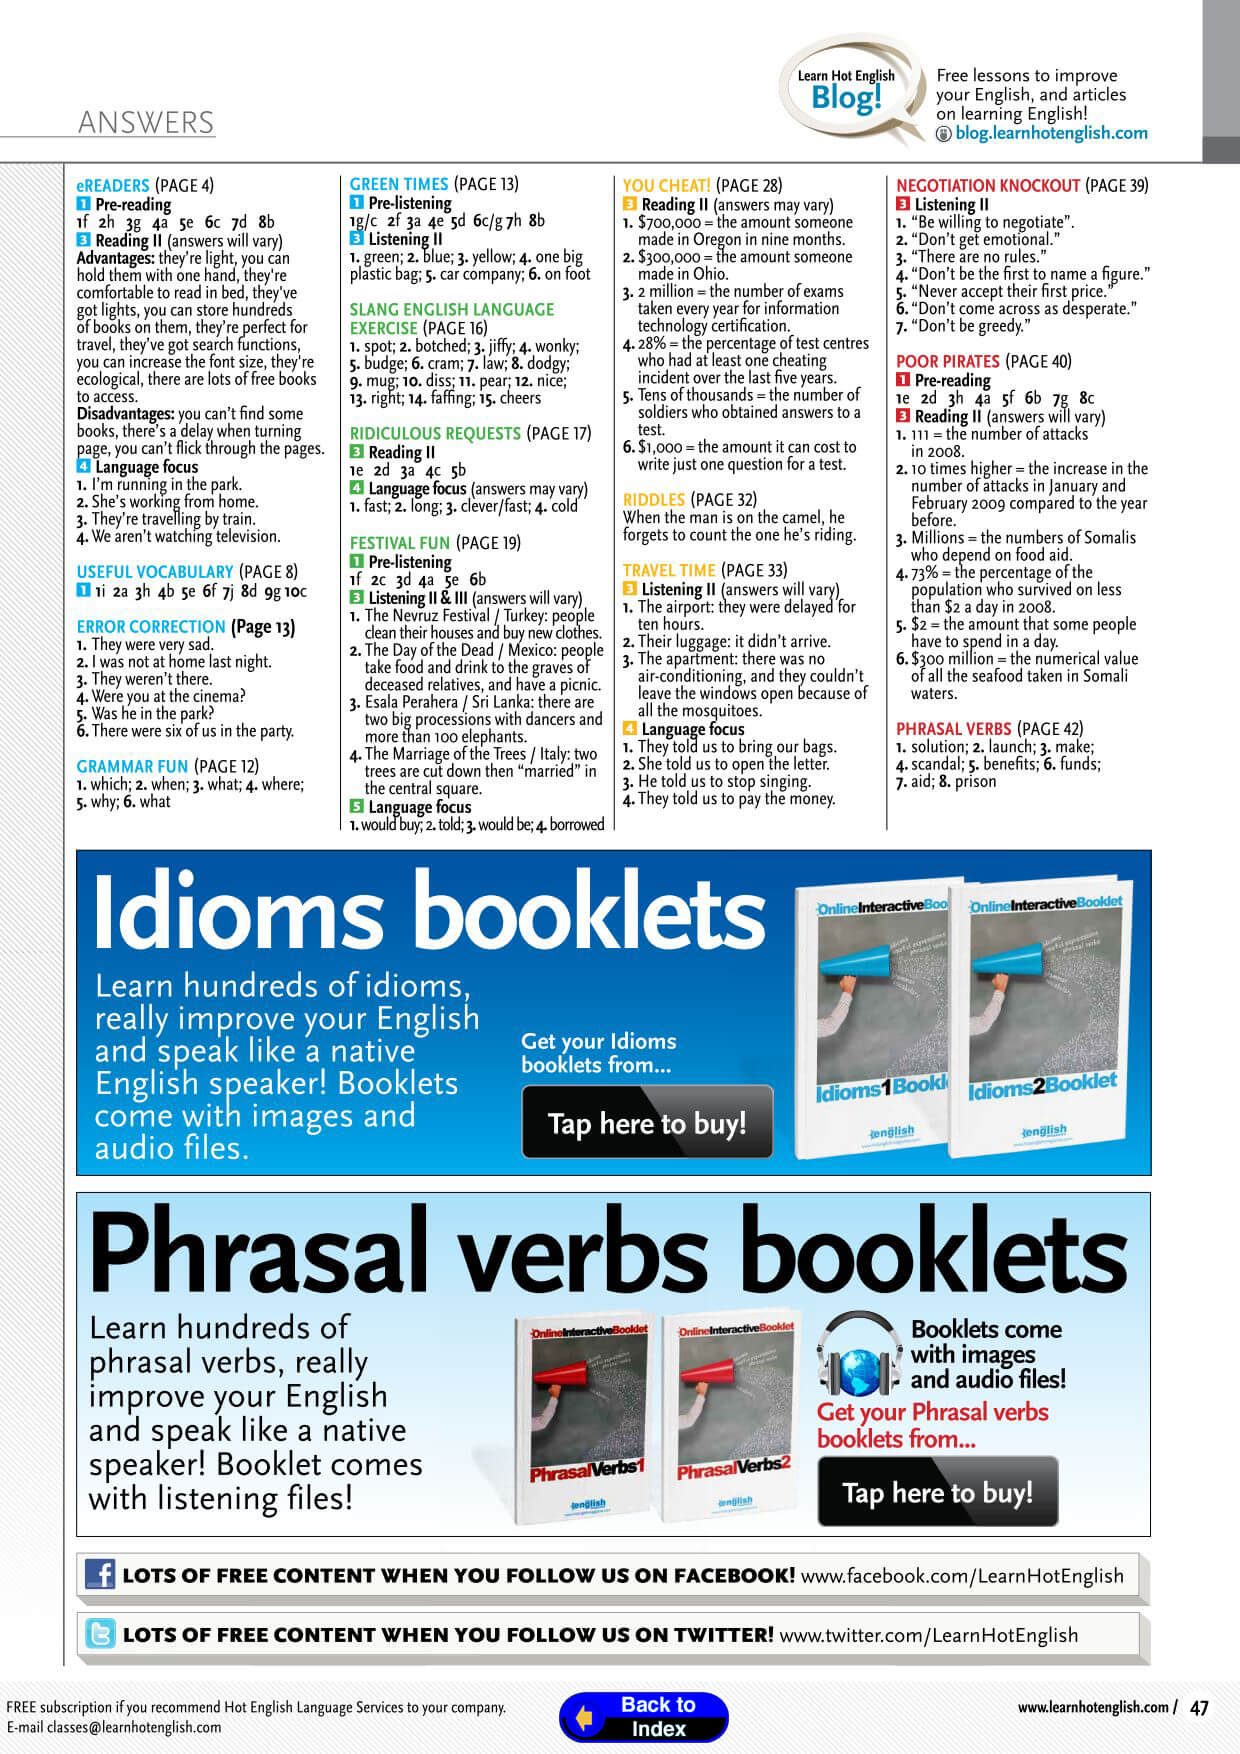 ANSWERS
Learn Hot English
Blog!
Free lessons to improve
your English, and articles
on learning English!
blog.learnhotenglish.com
eREADERS (PAGE 4)
1 Pre-reading
1f 2h 3g 4a 5e 6c 7d 8b
3 Reading II (answers will vary)
Advantages: they're light, you can
hold them with one hand, they're
comfortable to read in bed, they've
got lights, you can store hundreds
of books on them, they're perfect for
travel, they've got search functions,
you can increase the font size, they're
ecological, there are lots of free books
to access.
Disadvantages: you can't find some
books, there's a delay when turning
page, you can't flick through the pages.
4 Language focus
1. I'm running in the park.
2. She's working from home.
3. They're travelling by train.
4. We aren't watching television.
USEFUL VOCABULARY (PAGE 8)
1 1i 2a 3h 4b 5e 6f 7j 8d 9g 10c
ERROR CORRECTION (Page 13)
1. They were very sad.
2. I was not at home last night.
3. They weren't there.
4. Were you at the cinema?
5. Was he in the park?
6. There were six of us in the party.
GRAMMAR FUN (PAGE 12)
1. which; 2. when; 3. what; 4. where;
5. why; 6. what
GREEN TIMES (PAGE 13)
1 Pre-listening
1g/c 2f 3a 4e 5d 6c/g 7h 8b
3 Listening II
1. green; 2. blue; 3. yellow; 4. one big
plastic bag; 5. car company; 6. on foot
SLANG ENGLISH LANGUAGE
EXERCISE (PAGE 16)
1. spot; 2. botched; 3. jiffy; 4. wonky;
5. budge; 6. cram; 7. law; 8. dodgy;
9. mug; 10. diss; 11. pear; 12. nice;
13. right; 14. faffing; 15. cheers
RIDICULOUS REQUESTS (PAGE 17)
3 Reading II
1e 2d 3a 4c 5b
4 Language focus (answers may vary)
1. fast; 2. long; 3. clever/fast; 4. cold
FESTIVAL FUN (PAGE 19)
1 Pre-listening
1f 2c 3d 4a 5e 6b
3 Listening II & III (answers will vary)
1. The Nevruz Festival / Turkey: people
clean their houses and buy new clothes.
2. The Day of the Dead / Mexico: people
take food and drink to the graves of
deceased relatives, and have a picnic.
3. Esala Perahera / Sri Lanka: there are
two big processions with dancers and
more than 100 elephants.
4. The Marriage of the Trees / Italy: two
trees are cut down then "married" in
the central square.
5 Language focus
1. would buy; 2. told; 3. would be; 4. borrowed
YOU CHEAT! (PAGE 28)
3 Reading II (answers may vary)
1. $700,000 = the amount someone
made in Oregon in nine months.
2. $300,000 = the amount someone
made in Ohio.
3. 2 million = the number of exams
taken every year for information
technology certification.
4. 28% = the percentage of test centres
who had at least one cheating
incident over the last five years.
5. Tens of thousands = the number of
soldiers who obtained answers to a
test.
6. $1,000 = the amount it can cost to
write just one question for a test.
RIDDLES (PAGE 32)
When the man is on the camel, he
forgets to count the one he's riding.
TRAVEL TIME (PAGE 33)
3 Listening II (answers will vary)
1. The airport: they were delayed for
ten hours.
2. Their luggage: it didn't arrive.
3. The apartment: there was no
air-conditioning, and they couldn't
leave the windows open because of
all the mosquitoes.
4 Language focus
1. They told us to bring our bags.
2. She told us to open the letter.
3. He told us to stop singing.
4. They told us to pay the money.
NEGOTIATION KNOCKOUT (PAGE 39)
3 Listening II
1. "Be willing to negotiate".
2. "Don't get emotional."
3. "There are no rules."
4. "Don't be the first to name a figure."
5. "Never accept their first price."
6. "Don't come across as desperate."
7. "Don't be greedy."
POOR PIRATES (PAGE 40)
1 Pre-reading
1e 2d 3h 4a 5f 6b 7g 8c
3 Reading II (answers will vary)
1. 111 = the number of attacks
in 2008.
2. 10 times higher = the increase in the
number of attacks in January and
February 2009 compared to the year
before.
3. Millions = the numbers of Somalis
who depend on food aid.
4. 73% = the percentage of the
population who survived on less
than $2 a day in 2008.
5. $2 = the amount that some people
have to spend in a day.
6. $300 million = the numerical value
of all the seafood taken in Somali
waters.
PHRASAL VERBS (PAGE 42)
1. solution; 2. launch; 3. make;
4. scandal; 5. benefits; 6. funds;
7. aid; 8. prison
Idioms booklets
Learn hundreds of idioms,
really improve your English
and speak like a native
English speaker! Booklets
come with images and
audio files.
Get your Idioms
booklets from...
Tap here to buy!
OnlineInteractiveBoo
Idioms1Bookl
english
OnlineInteractiveBooklet
Idioms2Booklet
english
Phrasal verbs booklets
Learn hundreds of
phrasal verbs, really
improve your English
and speak like a native
speaker! Booklet comes
with listening files!
OnlineInteractiveBooklet
PhrasalVerbs1
english
OnlineInteractiveBooklet
PhrasalVerbs2
english
Booklets come
with images
and audio files!
Get your Phrasal verbs
booklets from...
Tap here to buy!
LOTS OF FREE CONTENT WHEN YOU FOLLOW US ON FACEBOOK! www.facebook.com/LearnHotEnglish
LOTS OF FREE CONTENT WHEN YOU FOLLOW US ON TWITTER! www.twitter.com/LearnHotEnglish
FREE subscription if you recommend Hot English Language Services to your company.
E-mail classes@learnhotenglish.com
Back to
Index
www.learnhotenglish.com / 47